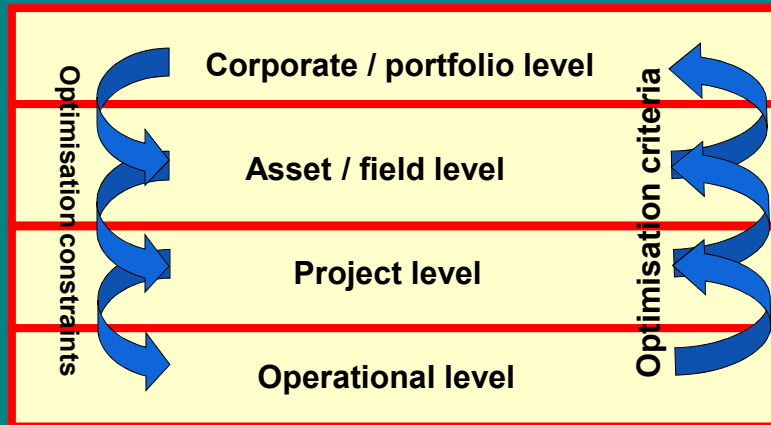 Corporate / portfolio level
Asset / field level
Project level
Operational level
Optimisation constraints
Optimisation criteria